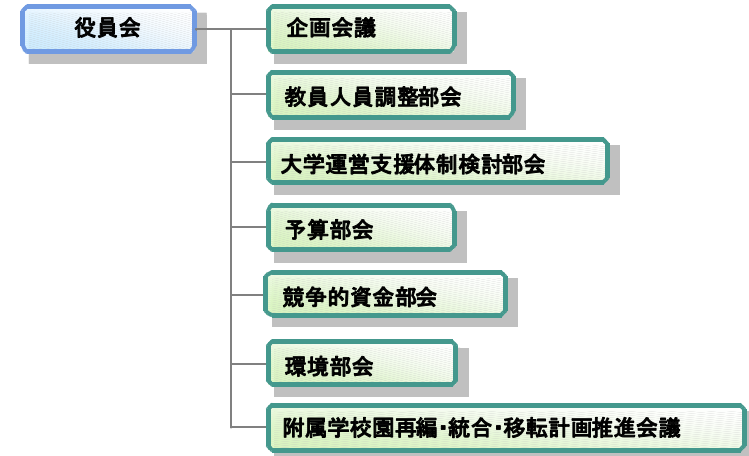 役員会
企画会議
教員人員調整部会
大学運営支援体制検討部会
予算部会
競争的資金部会
環境部会
附属学校園再編・統合・移転計画推進会議